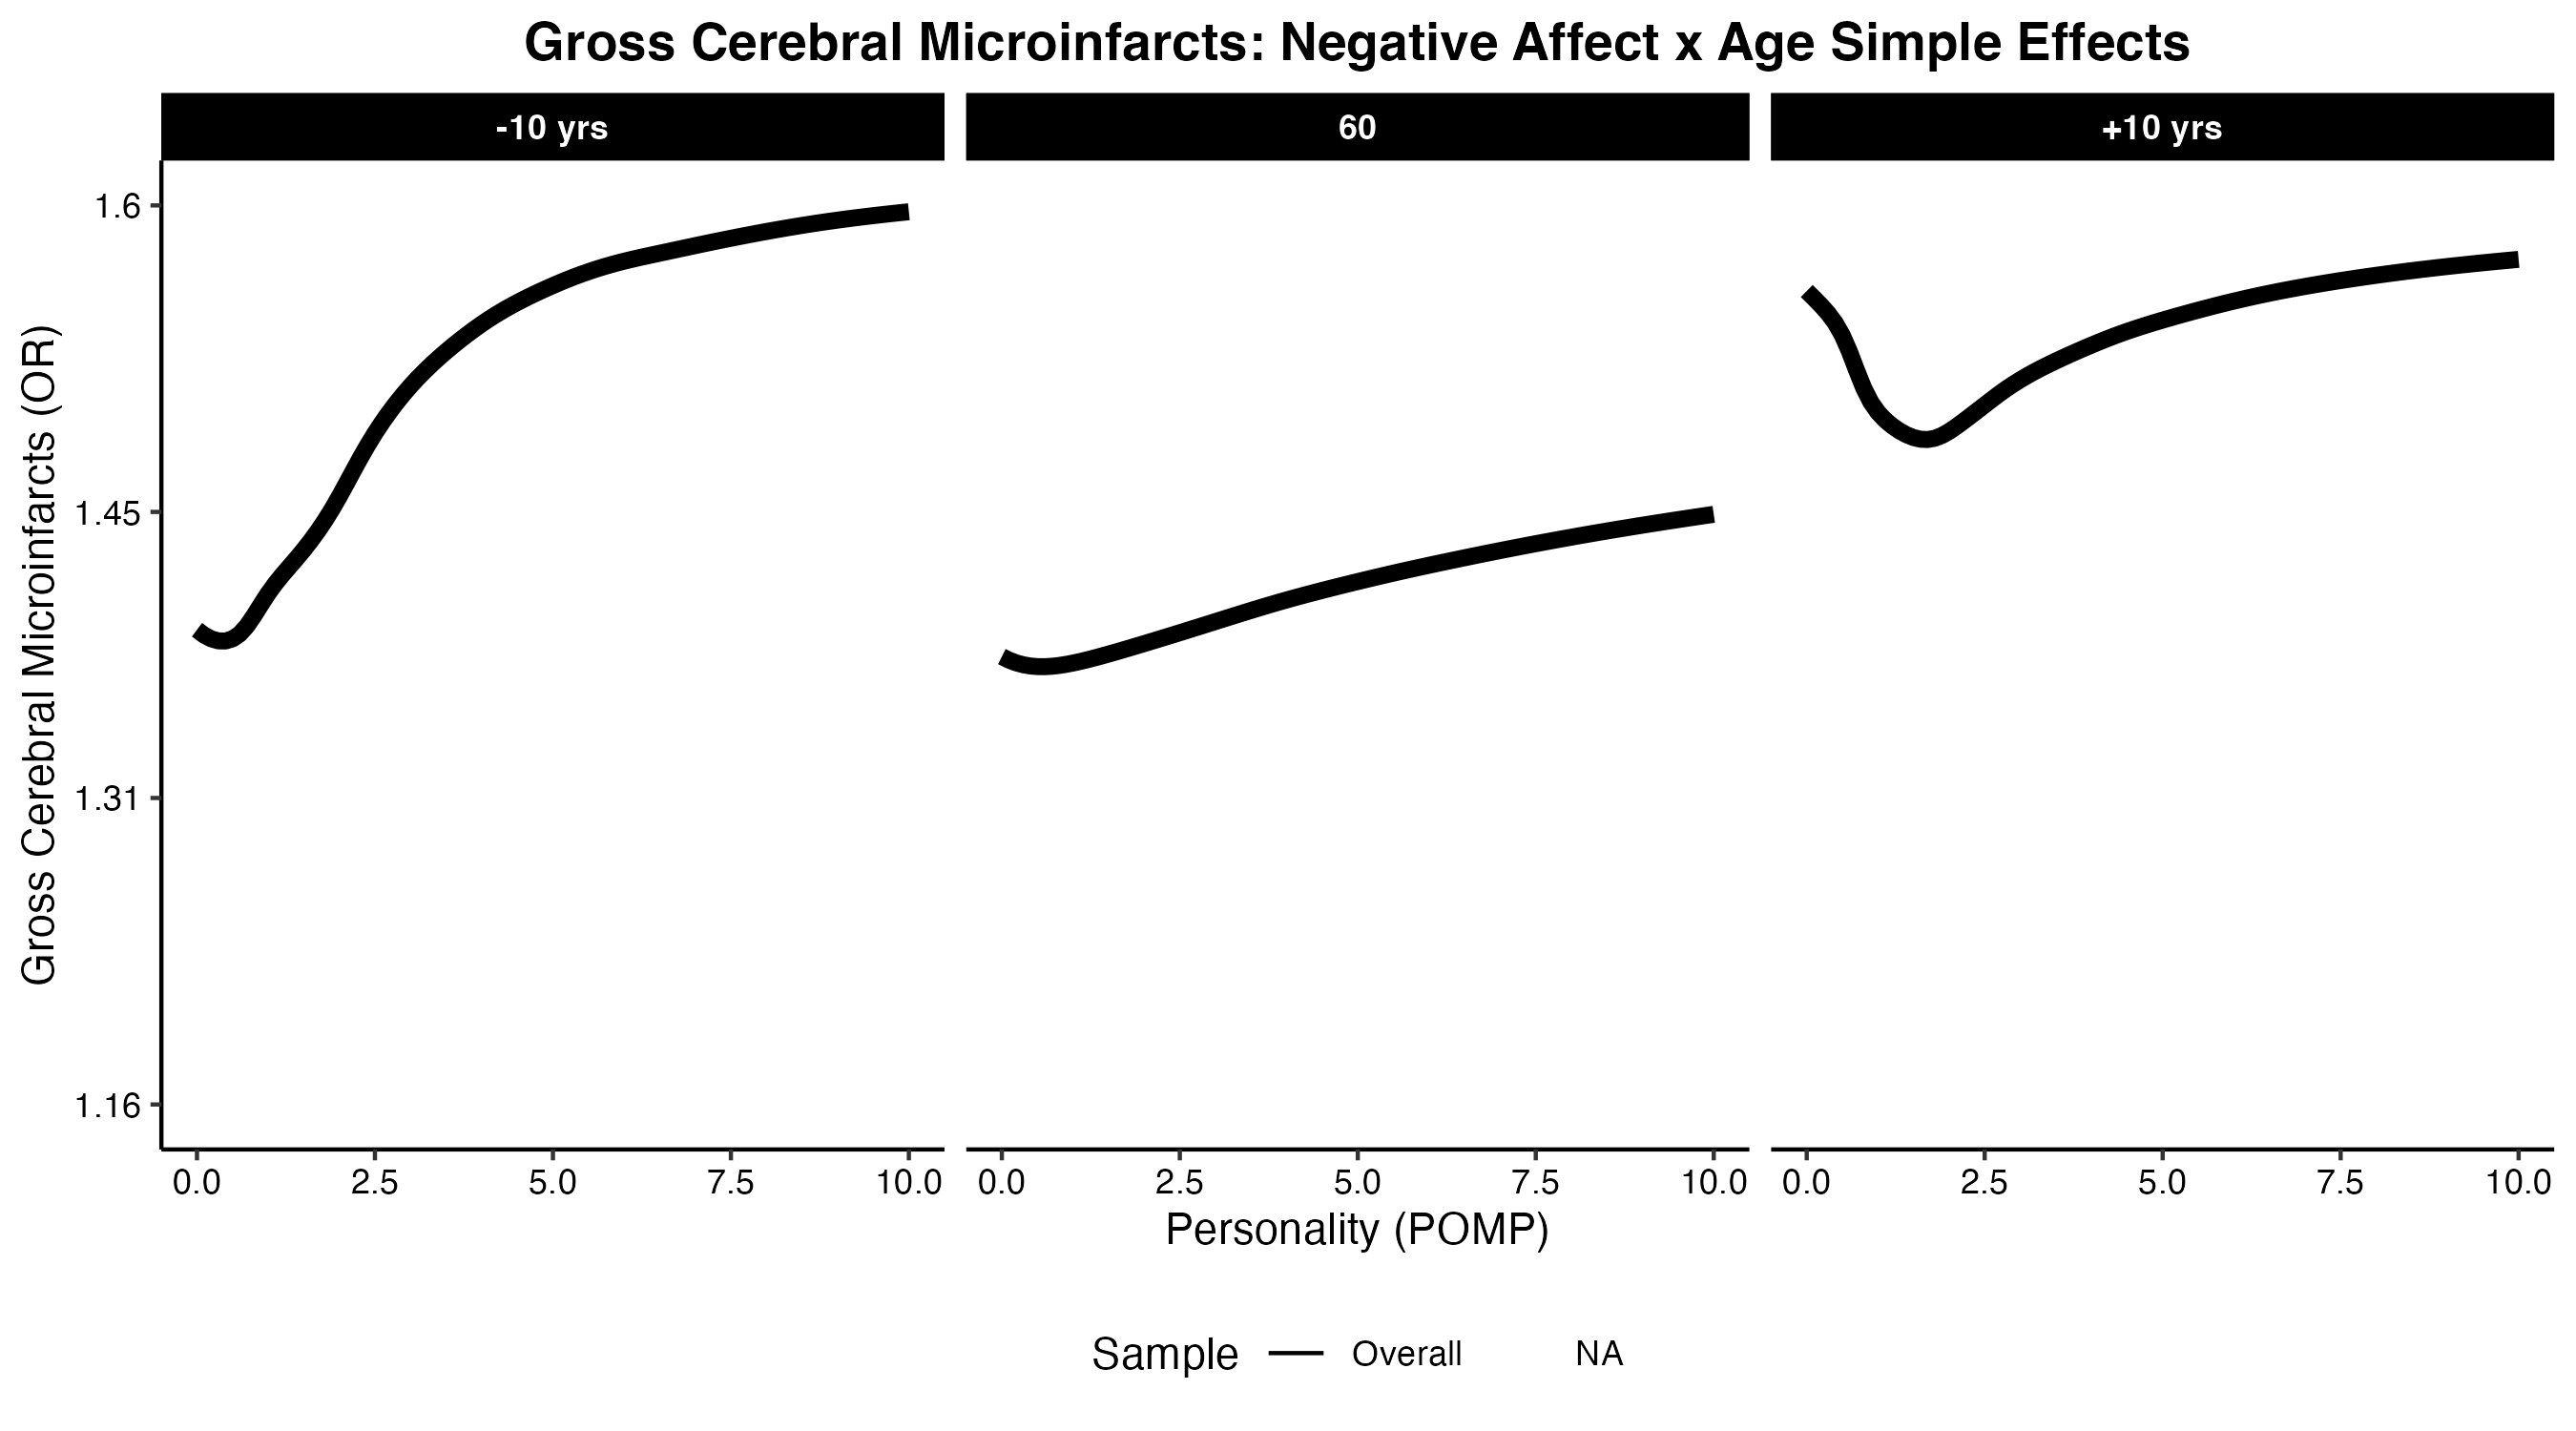 Gross Cerebral Microinfarcts: Negative Affect x Age Simple Effects
-10 yrs
60
+10 yrs
Gross Cerebral Microinfarcts (OR)
1.6
1.45
1.31
1.16
0.0 2.5 5.0 7.5 10.0
0.0 2.5 5.0 7.5 10.0
0.0 2.5 5.0 7.5 10.0
Personality (POMP)
Sample Overall NA